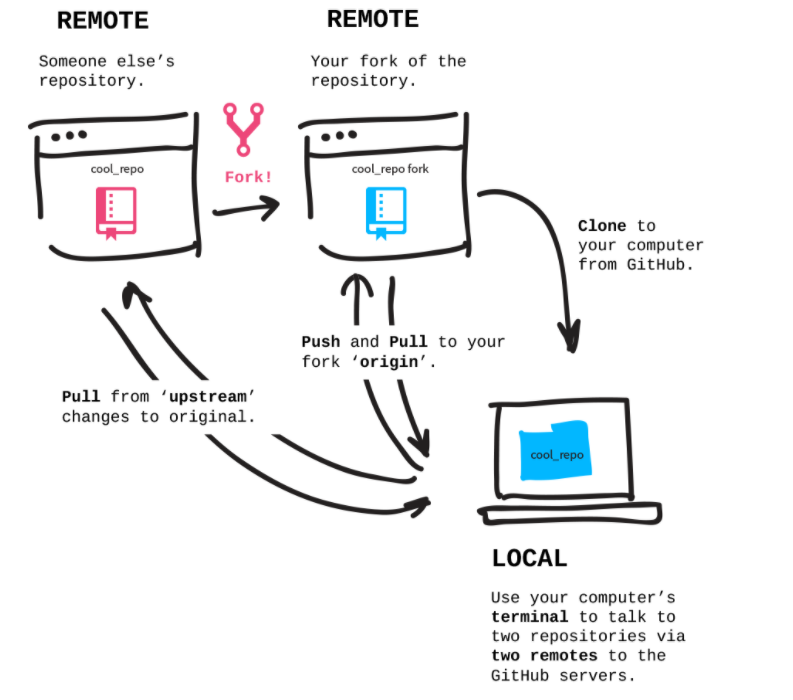 REMOTE
Someone else’s
repository.
cool_repo
Fork!
REMOTE
Your fork of the
repository.
cool_repo fork
Clone to
your computer
from GitHub.
Push and Pull to your
fork ‘origin’.
Pull from ‘upstream’
changes to original.
cool_repo
LOCAL
Use your computer’s
terminal to talk to
two repositories via
two remotes to the
GitHub servers.